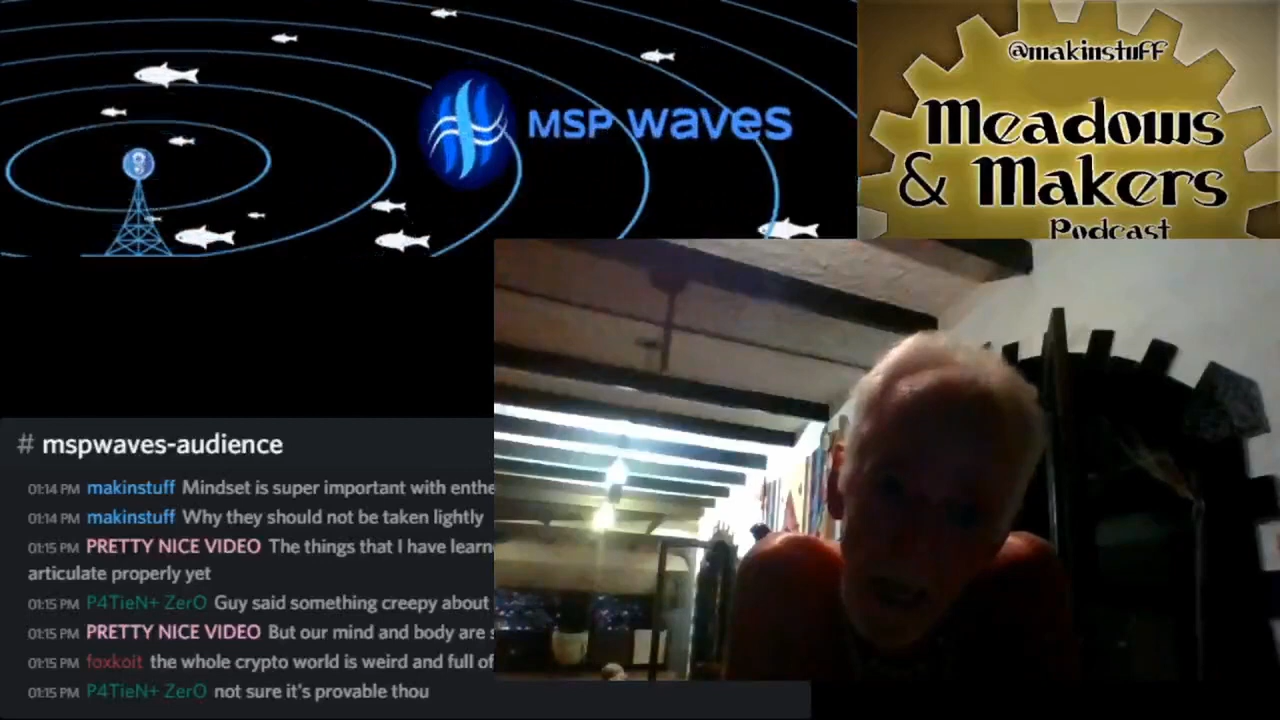 MSP waves
@makinstuff
Meadows
& Makers
Podcast
# mspwaves-audience
01:14 PM makinstuff Mindset is super important with enthe
01:14 PM makinstuff Why they should not be taken lightly
01:15 PM PRETTY NICE VIDEO The things that I have learn
articulate properly yet
01:15 PM P4TieN+ ZerO Guy said something creepy about
01:15 PM PRETTY NICE VIDEO But our mind and body are s
01:15 PM foxkoit the whole crypto world is weird and full of
01:15 PM P4TieN+ ZerO not sure it's provable thou